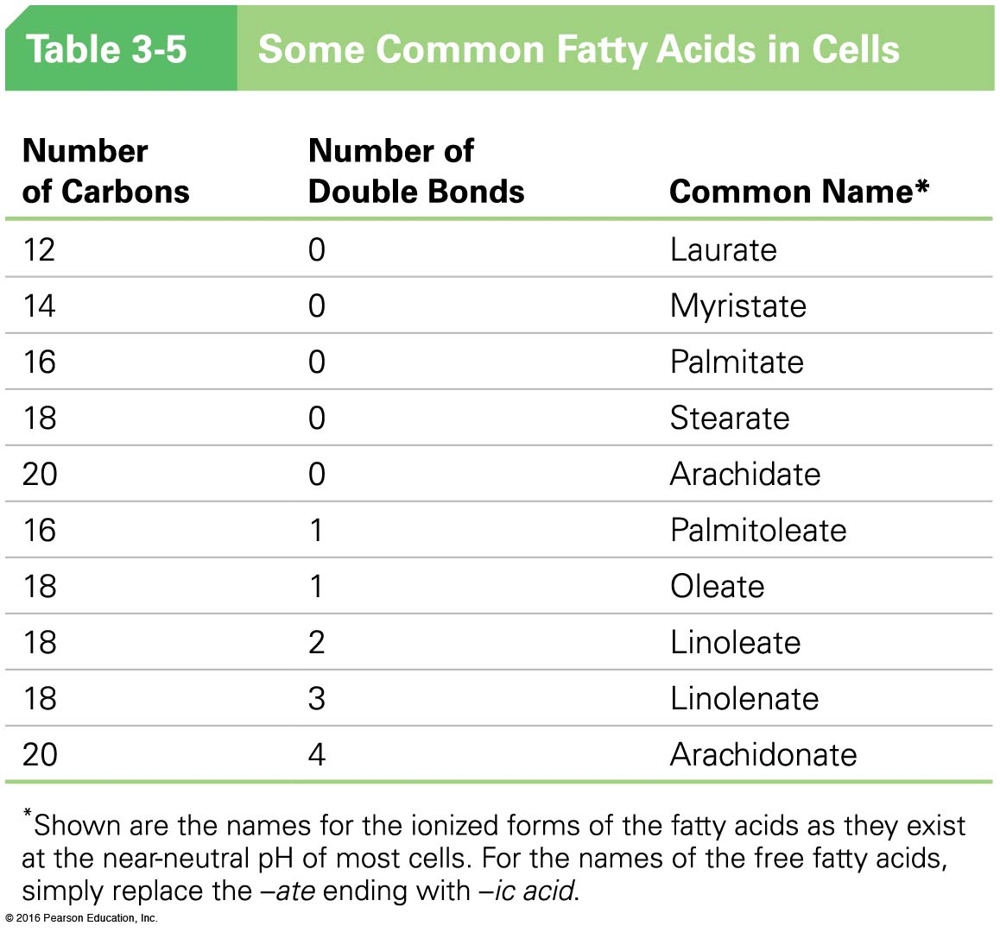 Table 3-5 Some Common Fatty Acids in Cells
Number Number of
of Carbons Double Bonds Common Name*
12 0 Laurate
14 0 Myristate
16 0 Palmitate
18 0 Stearate
20 0 Arachidate
16 1 Palmitoleate
18 1 Oleate
18 2 Linoleate
18 3 Linolenate
20 4 Arachidonate
*Shown are the names for the ionized forms of the fatty acids as they exist
at the near-neutral pH of most cells. For the names of the free fatty acids,
simply replace the –ate ending with –ic acid.
© 2016 Pearson Education, Inc.